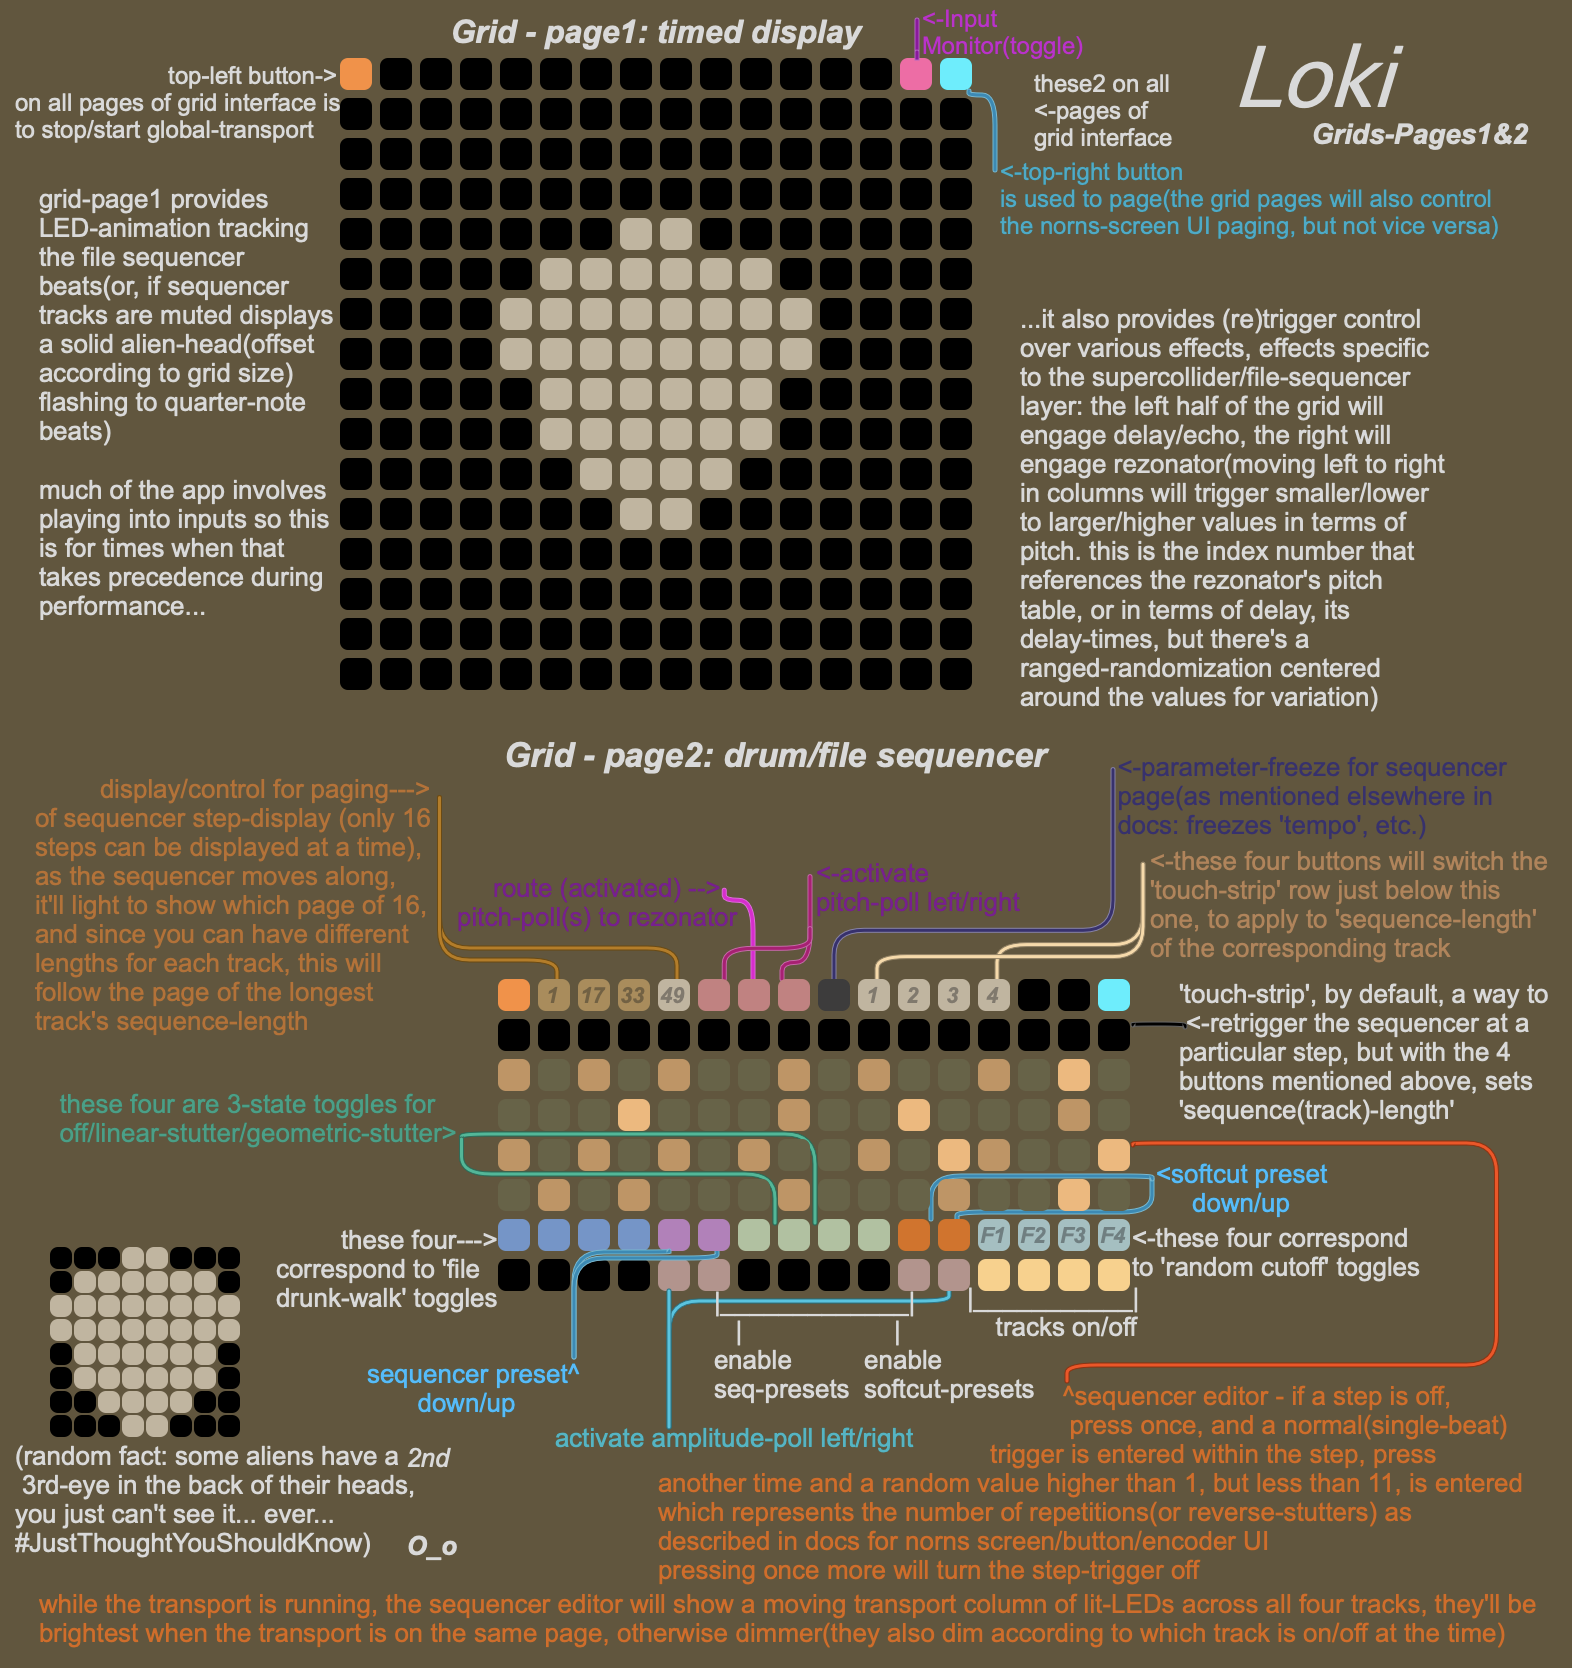 Grid - page1: timed display
<-Input
Monitor(toggle)
Loki
Grids-Pages1&2
top-left button->
on all pages of grid interface is
to stop/start global-transport
these2 on all
<-pages of
grid interface
<-top-right button
is used to page(the grid pages will also control
the norns-screen UI paging, but not vice versa)
grid-page1 provides
LED-animation tracking
the file sequencer
beats(or, if sequencer
tracks are muted displays
a solid alien-head(offset
according to grid size)
flashing to quarter-note
beats)
much of the app involves
playing into inputs so this
is for times when that
takes precedence during
performance...
...it also provides (re)trigger control
over various effects, effects specific
to the supercollider/file-sequencer
layer: the left half of the grid will
engage delay/echo, the right will
engage rezonator(moving left to right
in columns will trigger smaller/lower
to larger/higher values in terms of
pitch. this is the index number that
references the rezonator's pitch
table, or in terms of delay, its
delay-times, but there's a
ranged-randomization centered
around the values for variation)
Grid - page2: drum/file sequencer
display/control for paging--->
of sequencer step-display (only 16
steps can be displayed at a time),
as the sequencer moves along,
it'll light to show which page of 16,
and since you can have different
lengths for each track, this will
follow the page of the longest
track's sequence-length
route (activated) -->
pitch-poll(s) to rezonator
<-activate
pitch-poll left/right
<-parameter-freeze for sequencer
page(as mentioned elsewhere in
docs: freezes 'tempo', etc.)
<-these four buttons will switch the
'touch-strip' row just below this
one, to apply to 'sequence-length'
of the corresponding track
1 17 33 49 1 2 3 4
'touch-strip', by default, a way to
<-retrigger the sequencer at a
particular step, but with the 4
buttons mentioned above, sets
'sequence(track)-length'
these four are 3-state toggles for
off/linear-stutter/geometric-stutter>
<softcut preset
down/up
F1 F2 F3 F4
these four--->
correspond to 'file
drunk-walk' toggles
<-these four correspond
to 'random cutoff' toggles
tracks on/off
sequencer preset^
down/up
enable
seq-presets
enable
softcut-presets
activate amplitude-poll left/right
^sequencer editor - if a step is off,
press once, and a normal(single-beat)
trigger is entered within the step, press
another time and a random value higher than 1, but less than 11, is entered
which represents the number of repetitions(or reverse-stutters) as
described in docs for norns screen/button/encoder UI
pressing once more will turn the step-trigger off
(random fact: some aliens have a 2nd
3rd-eye in the back of their heads,
you just can't see it... ever...
#JustThoughtYouShouldKnow) O_o
while the transport is running, the sequencer editor will show a moving transport column of lit-LEDs across all four tracks, they'll be
brightest when the transport is on the same page, otherwise dimmer(they also dim according to which track is on/off at the time)